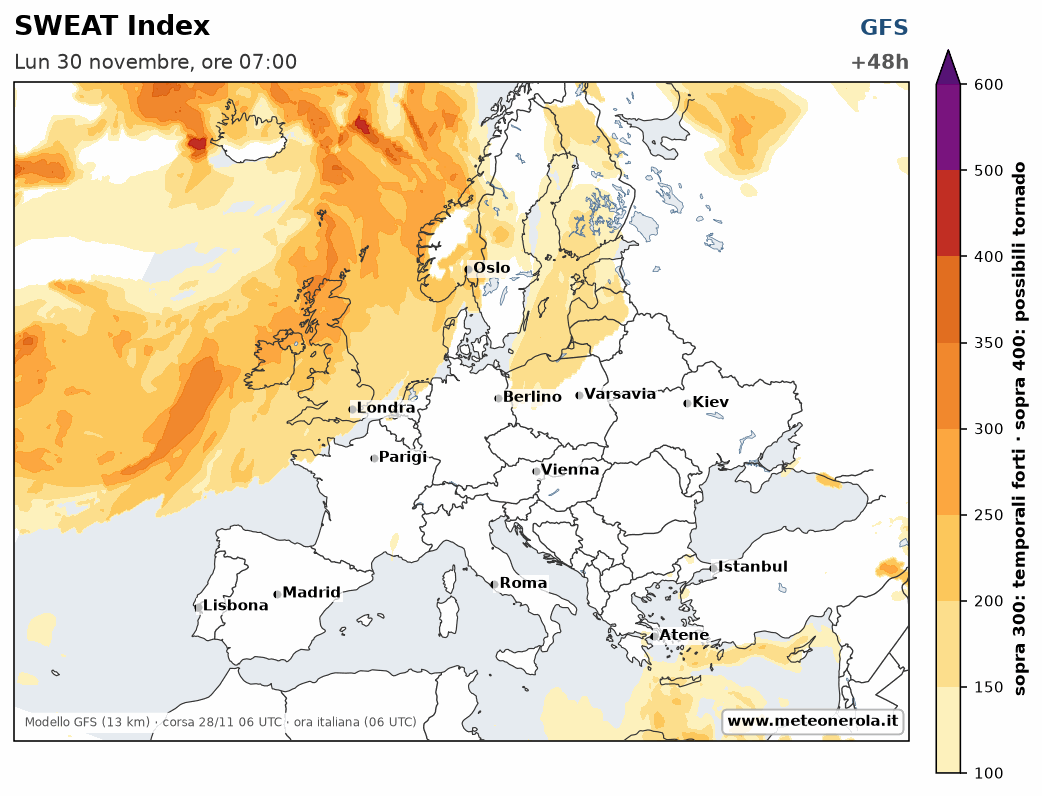 SWEAT Index
GFS
Lun 30 novembre, ore 07:00
+48h
600
500
400
350
300
250
200
150
100
sopra 300: temporali forti · sopra 400: possibili tornado
Oslo
Berlino
Varsavia
Kiev
Londra
Parigi
Vienna
Istanbul
Roma
Madrid
Lisbona
Atene
Modello GFS (13 km) · corsa 28/11 06 UTC · ora italiana (06 UTC)
www.meteonerola.it